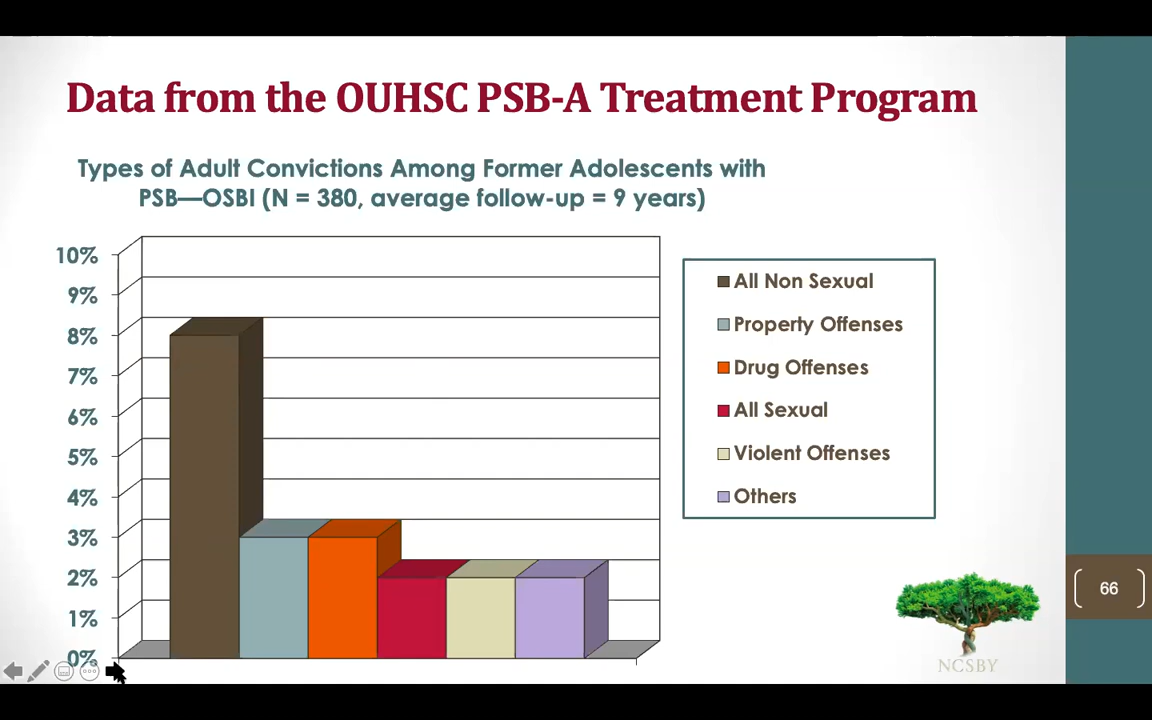 Data from the OUHSC PSB-A Treatment Program
Types of Adult Convictions Among Former Adolescents with
PSB—OSBI (N = 380, average follow-up = 9 years)
10%
9%
8%
7%
6%
5%
4%
3%
2%
1%
0%
All Non Sexual
Property Offenses
Drug Offenses
All Sexual
Violent Offenses
Others
66
NCSBY